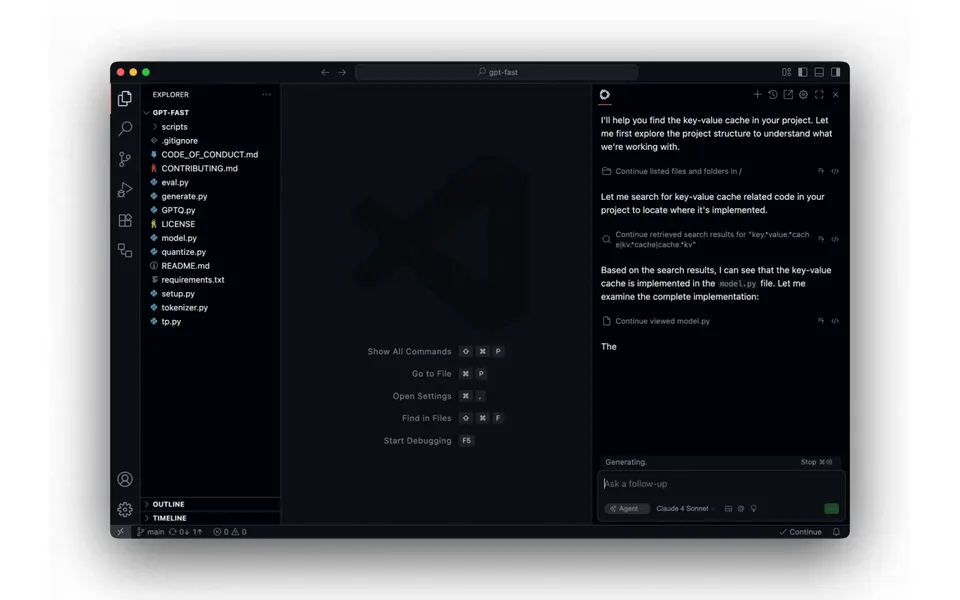 gpt-fast
EXPLORER
GPT-FAST
scripts
.gitignore
CODE_OF_CONDUCT.md
CONTRIBUTING.md
eval.py
generate.py
GPTQ.py
LICENSE
model.py
quantize.py
README.md
requirements.txt
setup.py
tokenizer.py
tp.py
OUTLINE
TIMELINE
Show All Commands ⇧ ⌘ P
Go to File ⌘ P
Open Settings ⌘ ,
Find in Files ⇧ ⌘ F
Start Debugging F5
I'll help you find the key-value cache in your project. Let
me first explore the project structure to understand what
we're working with.
Continue listed files and folders in /
Let me search for key-value cache related code in your
project to locate where it's implemented.
Continue retrieved search results for "key.*value.*cach
e|kv.*cache|cache.*kv"
Based on the search results, I can see that the key-value
cache is implemented in the model.py file. Let me
examine the complete implementation:
Continue viewed model.py
The
Generating. Stop ⌘⌫
Ask a follow-up
Agent Claude 4 Sonnet
main 0↓ 1↑ 0 0 Continue